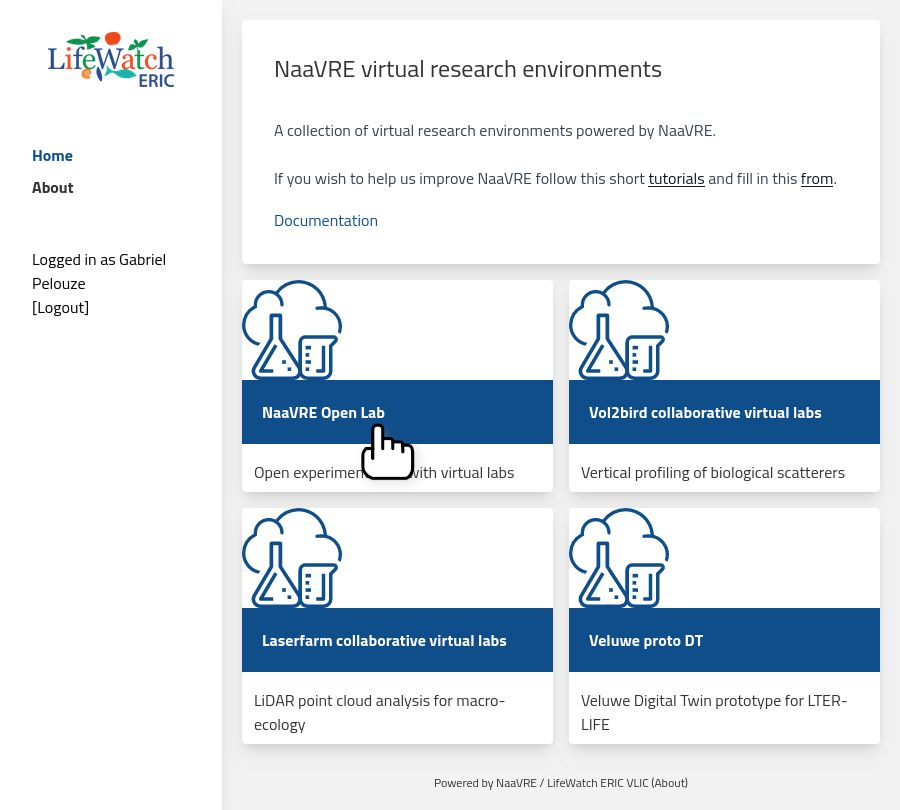 LifeWatch
ERIC
Home
About
Logged in as Gabriel
Pelouze
[Logout]
NaaVRE virtual research environments
A collection of virtual research environments powered by NaaVRE.
If you wish to help us improve NaaVRE follow this short tutorials and fill in this from.
Documentation
NaaVRE Open Lab
Open experimen with virtual labs
Vol2bird collaborative virtual labs
Vertical profiling of biological scatterers
Laserfarm collaborative virtual labs
LiDAR point cloud analysis for macro-
ecology
Veluwe proto DT
Veluwe Digital Twin prototype for LTER-
LIFE
Powered by NaaVRE / LifeWatch ERIC VLIC (About)